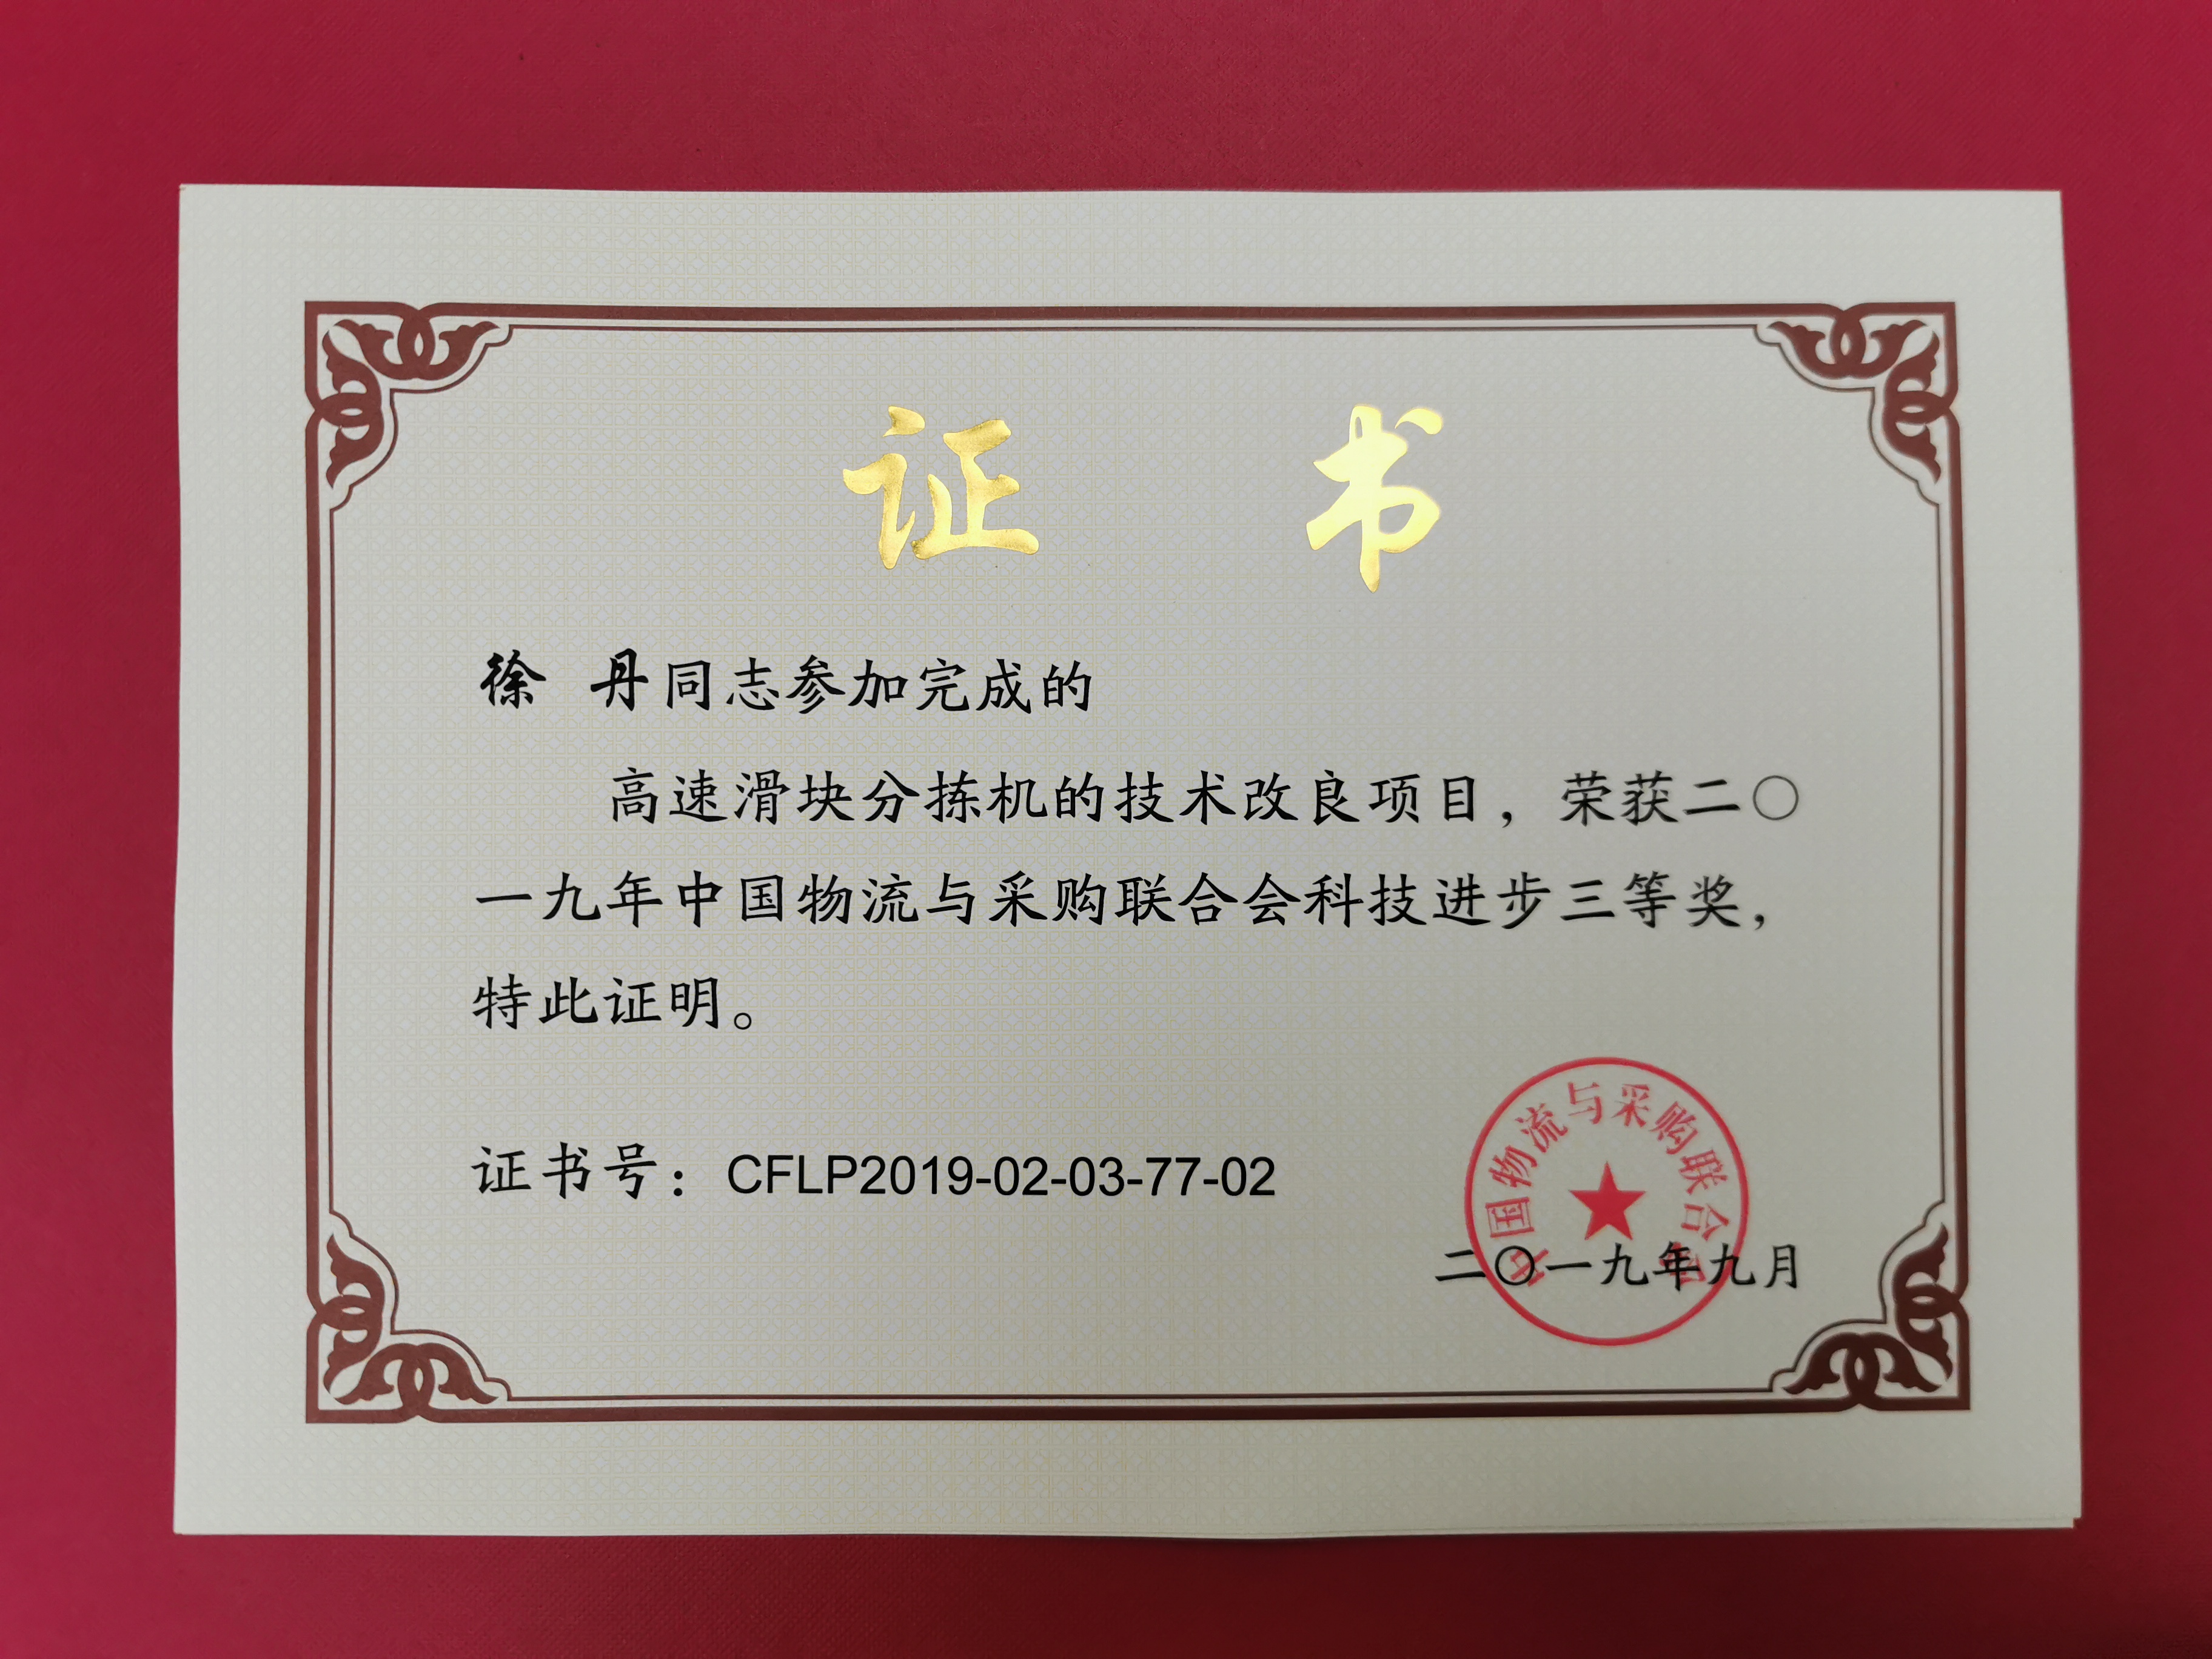 证 书
徐 丹同志参加完成的
高速滑块分拣机的技术改良项目，荣获二〇
一九年中国物流与采购联合会科技进步三等奖，
特此证明。
证书号：CFLP2019-02-03-77-02
中国物流与采购联合会
二〇一九年九月